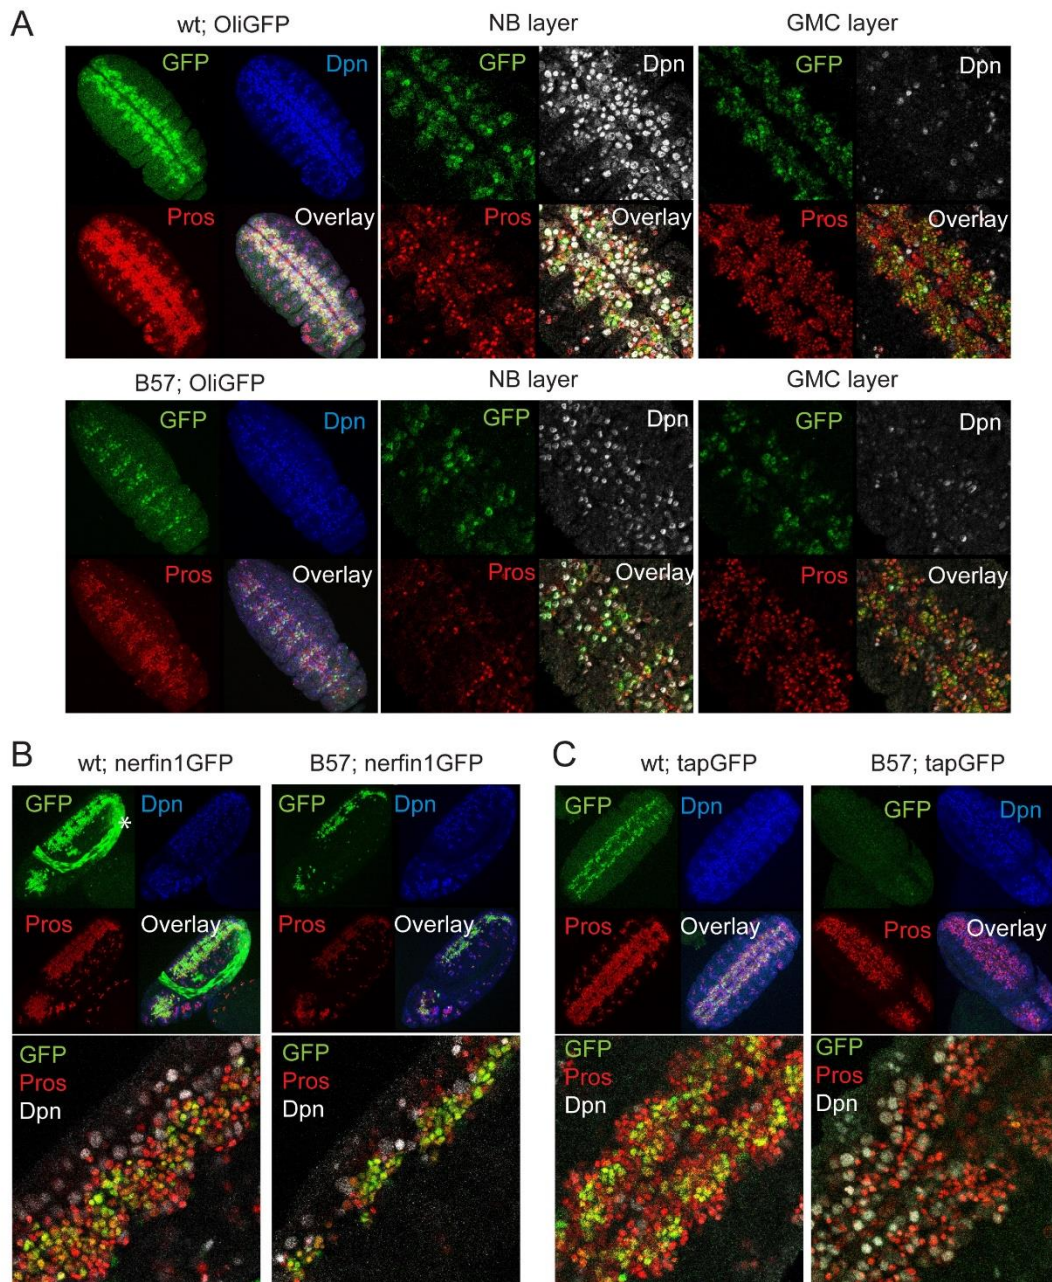 A
wt; OliGFP
NB layer
GMC layer
GFP
Dpn
GFP
Dpn
GFP
Dpn
Pros
Overlay
Pros
Overlay
Pros
Overlay
B57; OliGFP
NB layer
GMC layer
GFP
Dpn
GFP
Dpn
GFP
Dpn
Pros
Overlay
Pros
Overlay
Pros
Overlay
B
wt; nerfin1GFP
B57; nerfin1GFP
GFP
Dpn
GFP
Dpn
*
Pros
Overlay
Pros
Overlay
GFP
Pros
Dpn
GFP
Pros
Dpn
C
wt; tapGFP
B57; tapGFP
GFP
Dpn
GFP
Dpn
Pros
Overlay
Pros
Overlay
GFP
Pros
Dpn
GFP
Pros
Dpn